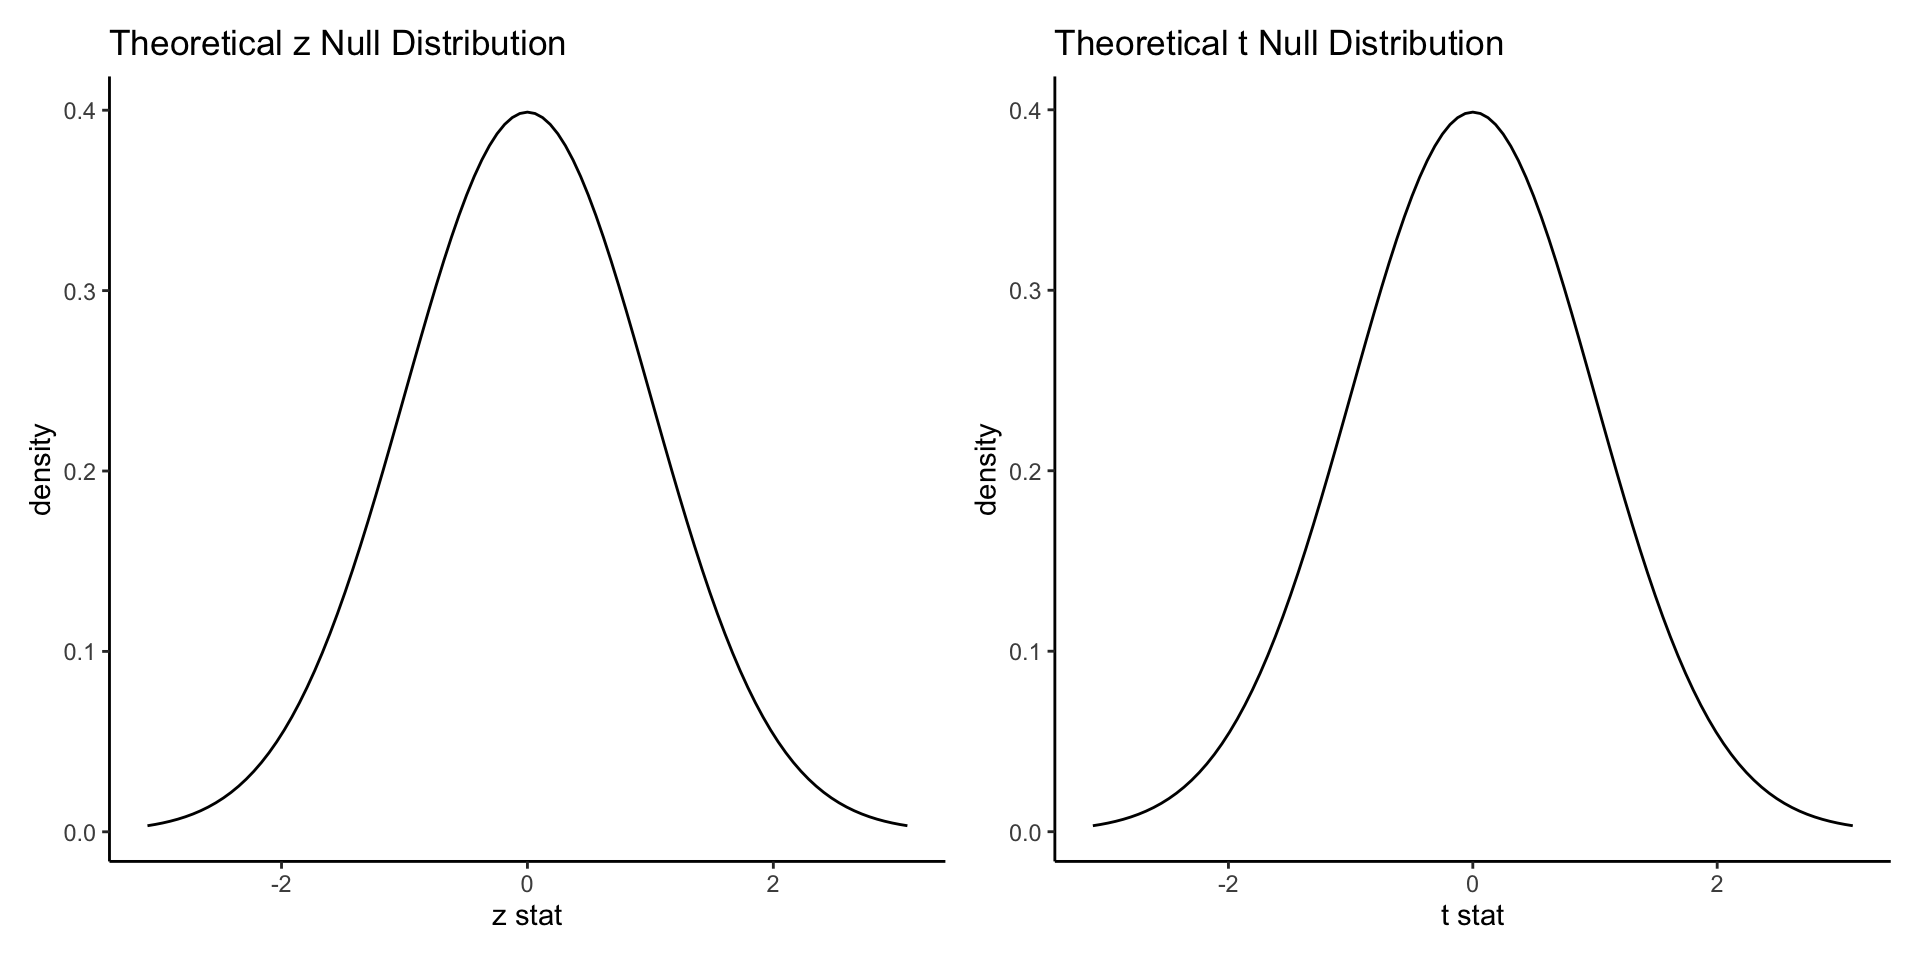 Theoretical z Null Distribution
density
0.4
0.3
0.2
0.1
0.0
-2
0
2
z stat
Theoretical t Null Distribution
density
0.4
0.3
0.2
0.1
0.0
-2
0
2
t stat